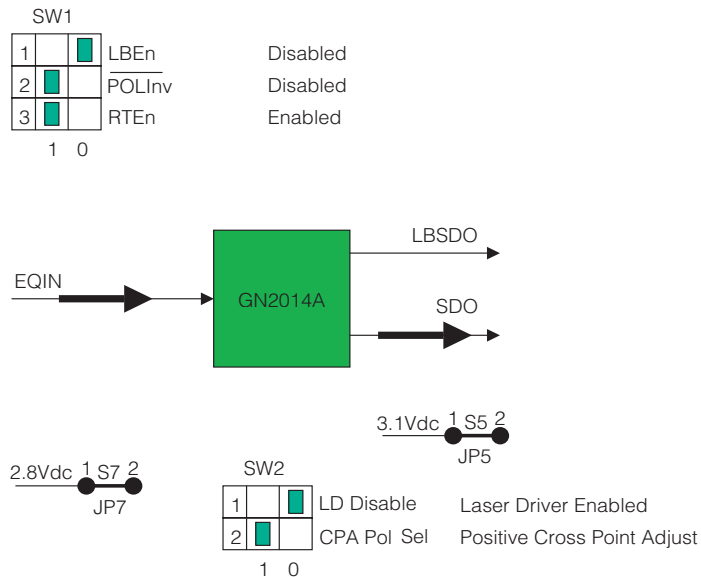 SW1
1 LBEn Disabled
2 POLInv Disabled
3 RTEn Enabled
1 0
LBSDO
EQIN
GN2014A
SDO
3.1Vdc 1 S5 2
JP5
2.8Vdc 1 S7 2
JP7
SW2
1 LD Disable Laser Driver Enabled
2 CPA Pol Sel Positive Cross Point Adjust
1 0